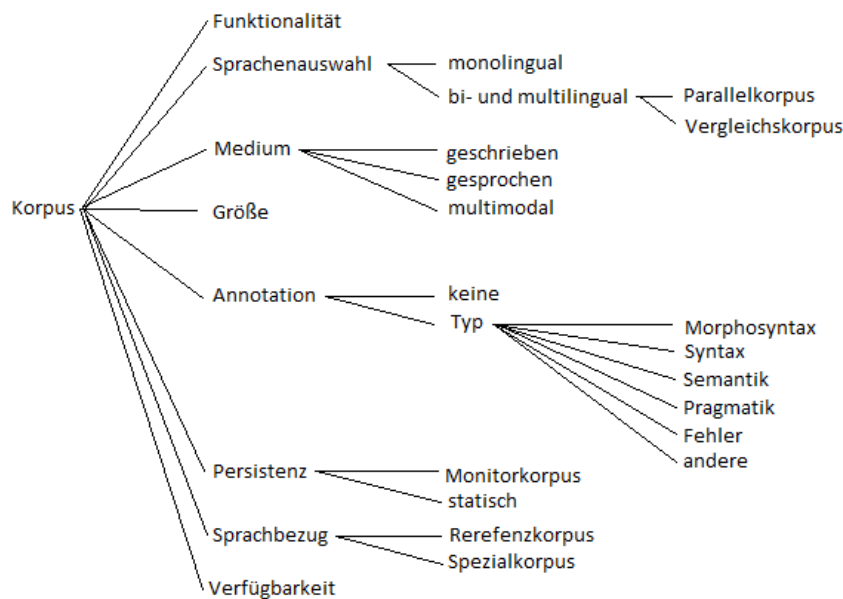 Funktionalität
Sprachenauswahl
monolingual
bi- und multilingual
Parallelkorpus
Vergleichskorpus
Medium
geschrieben
gesprochen
multimodal
Korpus
Größe
Annotation
keine
Typ
Morphosyntax
Syntax
Semantik
Pragmatik
Fehler
andere
Persistenz
Monitorkorpus
statisch
Sprachbezug
Rerefenzkorpus
Spezialkorpus
Verfügbarkeit